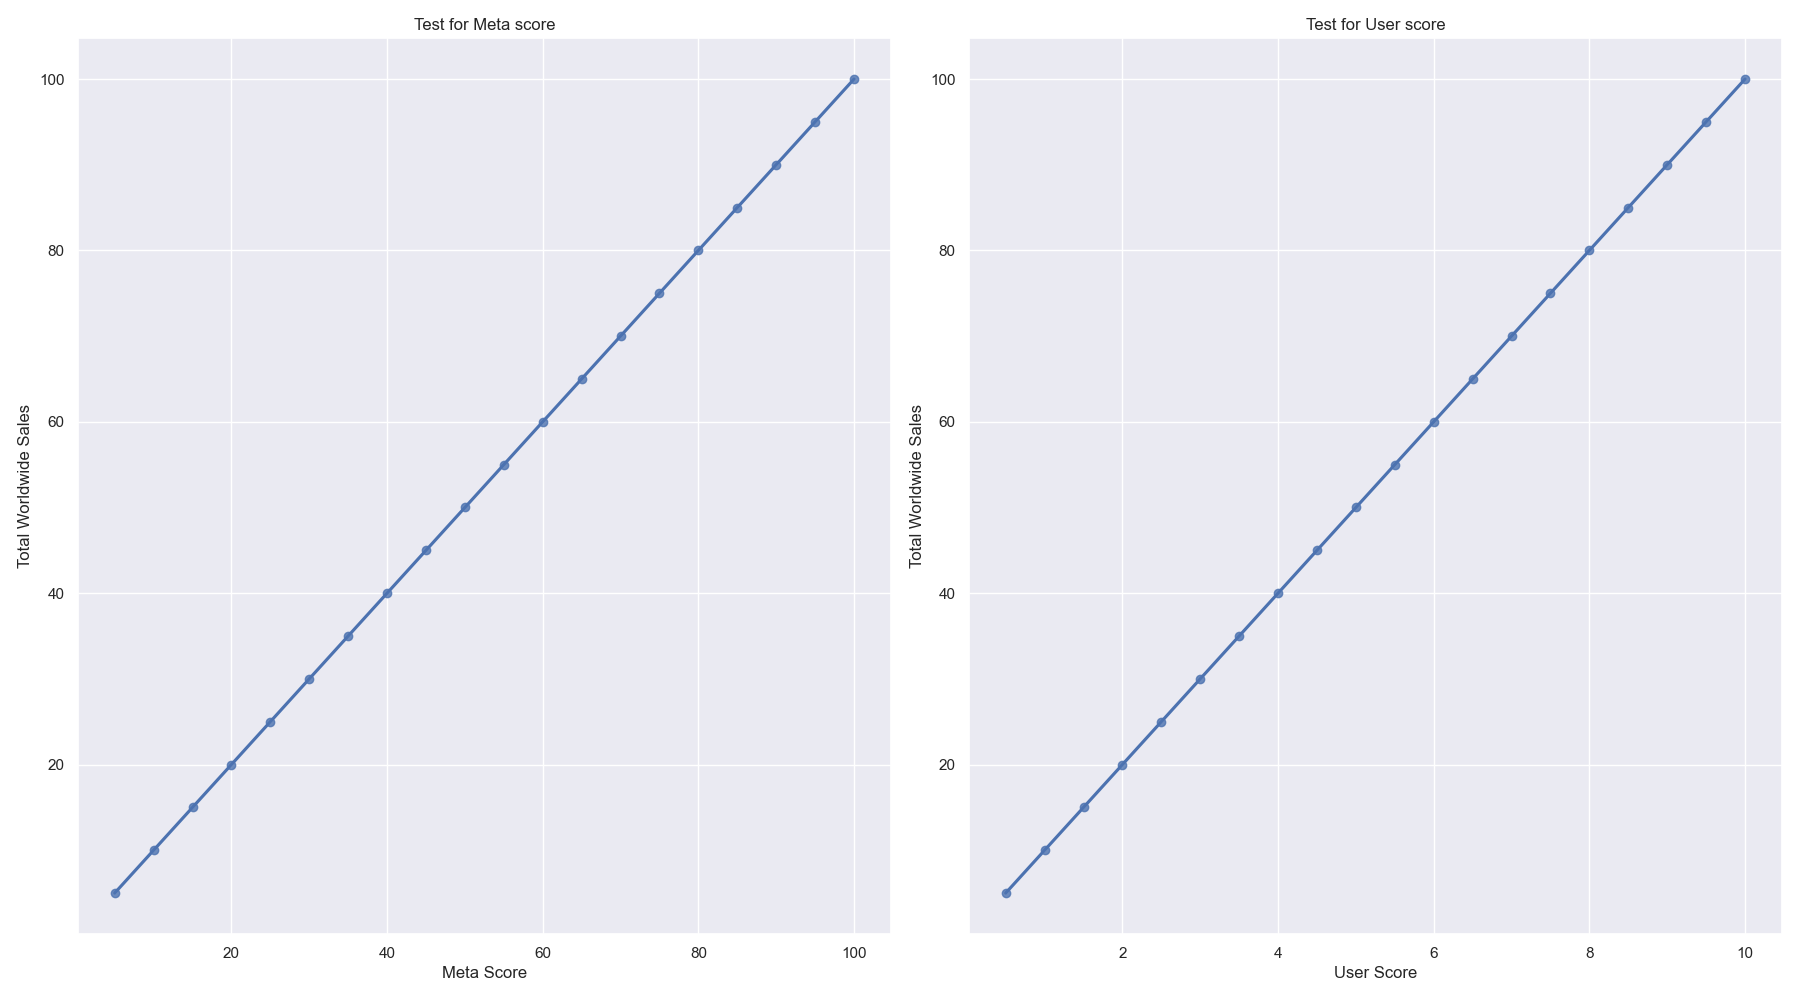 Test for Meta score
100
80
60
40
20
Total Worldwide Sales
20 40 60 80 100
Meta Score
Test for User score
100
80
60
40
20
Total Worldwide Sales
2 4 6 8 10
User Score